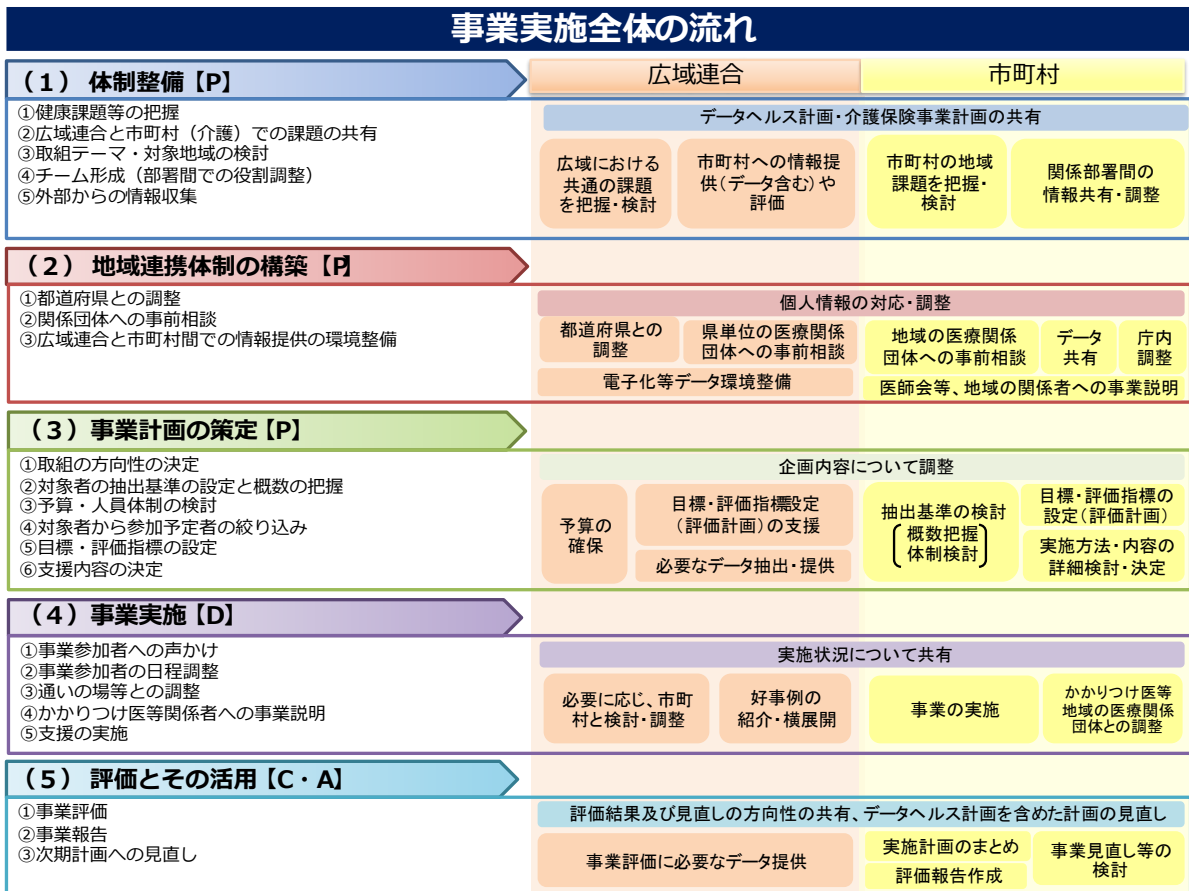 事業実施全体の流れ
広域連合
市町村
（１） 体制整備【P】
①健康課題等の把握
②広域連合と市町村（介護）での課題の共有
③取組テーマ・対象地域の検討
④チーム形成（部署間での役割調整）
⑤外部からの情報収集
データヘルス計画・介護保険事業計画の共有
広域における
共通の課題
を把握・検討
市町村への情報提
供（データ含む）や
評価
市町村の地域
課題を把握・
検討
関係部署間の
情報共有・調整
（２） 地域連携体制の構築【P】
①都道府県との調整
②関係団体への事前相談
③広域連合と市町村間での情報提供の環境整備
個人情報の対応・調整
都道府県との
調整
県単位の医療関係
団体への事前相談
地域の医療関係
団体への事前相談
データ
共有
庁内
調整
電子化等データ環境整備
医師会等、地域の関係者への事業説明
（３）事業計画の策定【P】
①取組の方向性の決定
②対象者の抽出基準の設定と概数の把握
③予算・人員体制の検討
④対象者から参加予定者の絞り込み
⑤目標・評価指標の設定
⑥支援内容の決定
企画内容について調整
予算の
確保
目標・評価指標設定
（評価計画）の支援
必要なデータ抽出・提供
抽出基準の検討
概数把握
体制検討
目標・評価指標の
設定（評価計画）
実施方法・内容の
詳細検討・決定
（４）事業実施【D】
①事業参加者への声かけ
②事業参加者の日程調整
③通いの場等との調整
④かかりつけ医等関係者への事業説明
⑤支援の実施
実施状況について共有
必要に応じ、市町
村と検討・調整
好事例の
紹介・横展開
事業の実施
かかりつけ医等
地域の医療関係
団体との調整
（５） 評価とその活用【C・A】
①事業評価
②事業報告
③次期計画への見直し
評価結果及び見直しの方向性の共有、データヘルス計画を含めた計画の見直し
事業評価に必要なデータ提供
実施計画のまとめ
評価報告作成
事業見直し等の
検討